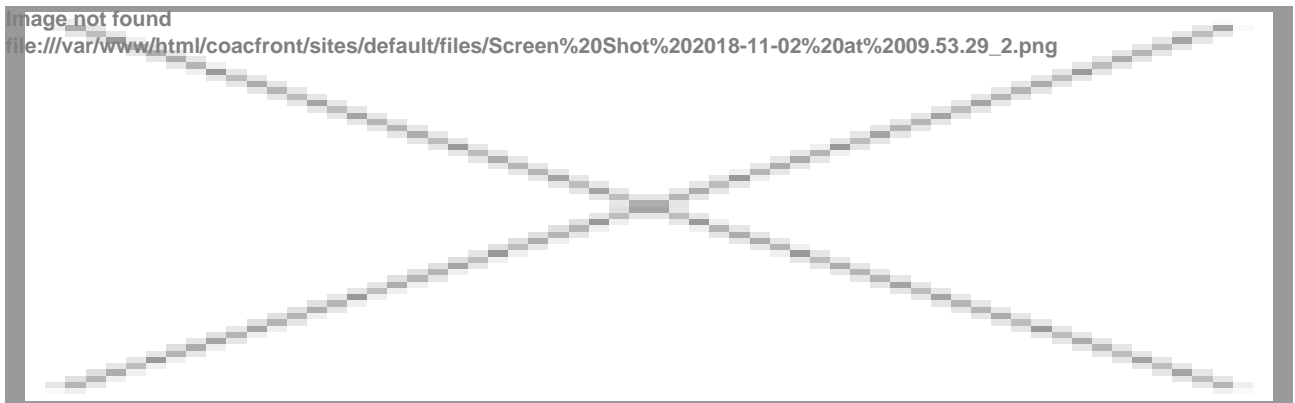 Image not found
file:///var/www/html/coacfront/sites/default/files/Screen%20Shot%202018-11-02%20at%2009.53.29_2.png